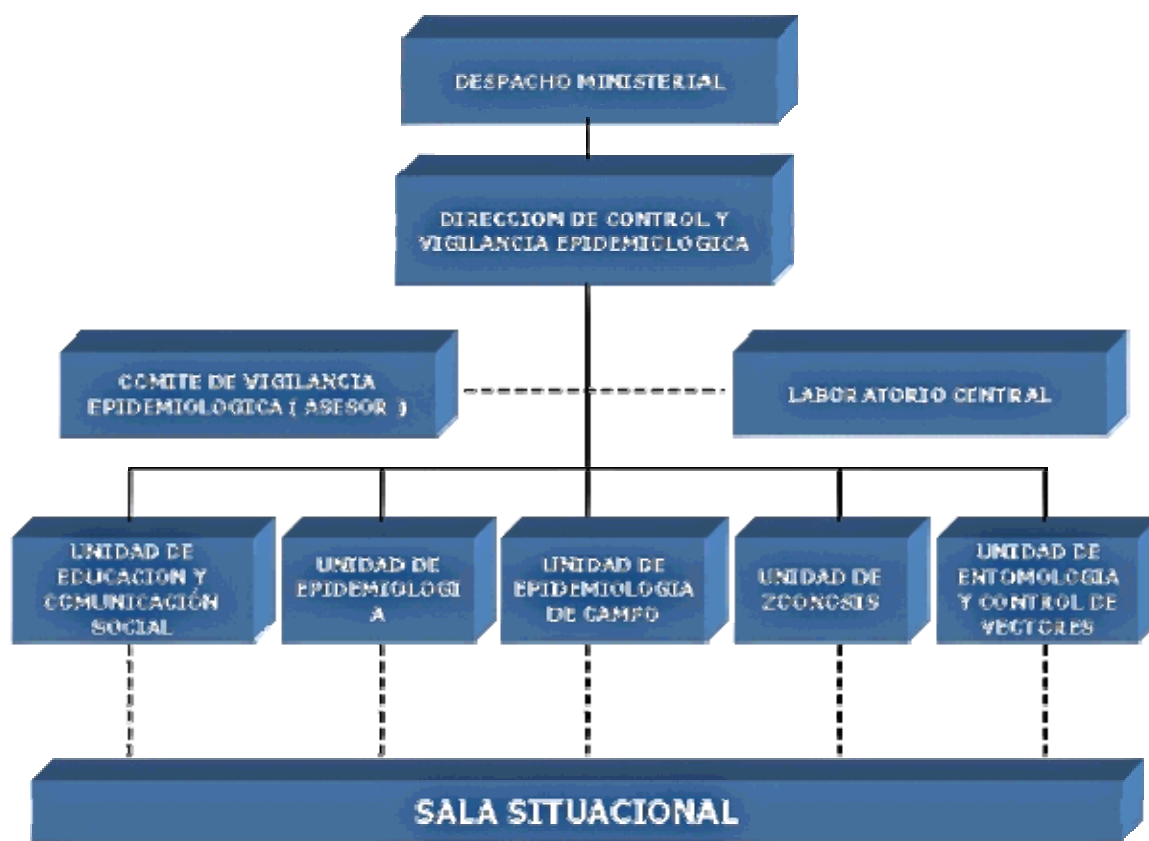 DESPACHO MINISTERIAL
DIRECCION DE CONTROL Y
VIGILANCIA EPIDEMIOLOGICA
COMITE DE VIGILANCIA
EPIDEMIOLOGICA ( ASESOR )
LABORATORIO CENTRAL
UNIDAD DE
EDUCACION Y
COMUNICACIÓN
SOCIAL
UNIDAD DE
EPIDEMIOLOGI
A
UNIDAD DE
EPIDEMIOLOGIA
DE CAMPO
UNIDAD DE
ZOONOSIS
UNIDAD DE
ENTOMOLOGIA
Y CONTROL DE
VECTORES
SALA SITUACIONAL